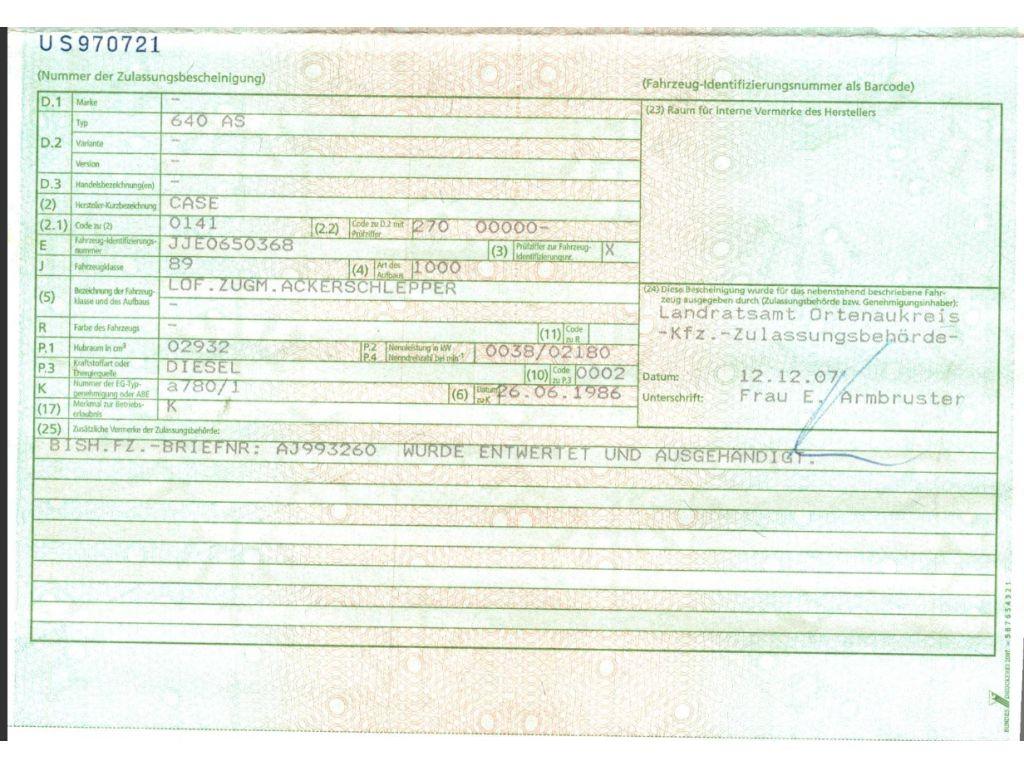 US970721
(Nummer der Zulassungsbescheinigung)
(Fahrzeug-Identifizierungsnummer als Barcode)
D.1 Marke –
D.2 Typ 640 AS
Variante –
Version –
D.3 Handelsbezeichnung(en) –
(2) Hersteller-Kurzbezeichnung CASE
(2.1) Code zu (2) 0141 (2.2) Code zu D.2 mit Prüfziffer 270 00000-
E Fahrzeug-Identifizierungs-nummer JJE0650368 (3) Prüfziffer zur Fahrzeug-Identifizierungsnr. X
J Fahrzeugklasse 89 (4) Art des Aufbaus 1000
(5) Bezeichnung der Fahrzeug-klasse und des Aufbaus LOF.ZUGM.ACKERSCHLEPPER
–
R Farbe des Fahrzeugs – (11) Code zu R
P.1 Hubraum in cm³ 02932 P.2 P.4 Nennleistung in kW Nenndrehzahl bei min⁻¹ 0038/02180
P.3 Kraftstoffart oder Energiequelle DIESEL (10) Code zu P.3 0002
K Nummer der EG-Typ-genehmigung oder ABE a780/1 (6) Datum zu K 26.06.1986
(17) Merkmal zur Betriebs-erlaubnis K
(23) Raum für interne Vermerke des Herstellers
(24) Diese Bescheinigung wurde für das nebenstehend beschriebene Fahr-
zeug ausgegeben durch (Zulassungsbehörde bzw. Genehmigungsinhaber):
Landratsamt Ortenaukreis
-Kfz.-Zulassungsbehörde-
Datum: 12.12.07
Unterschrift: Frau E. Armbruster
(25) Zusätzliche Vermerke der Zulassungsbehörde:
BISH.FZ.-BRIEFNR: AJ993260 WURDE ENTWERTET UND AUSGEHÄNDIGT.